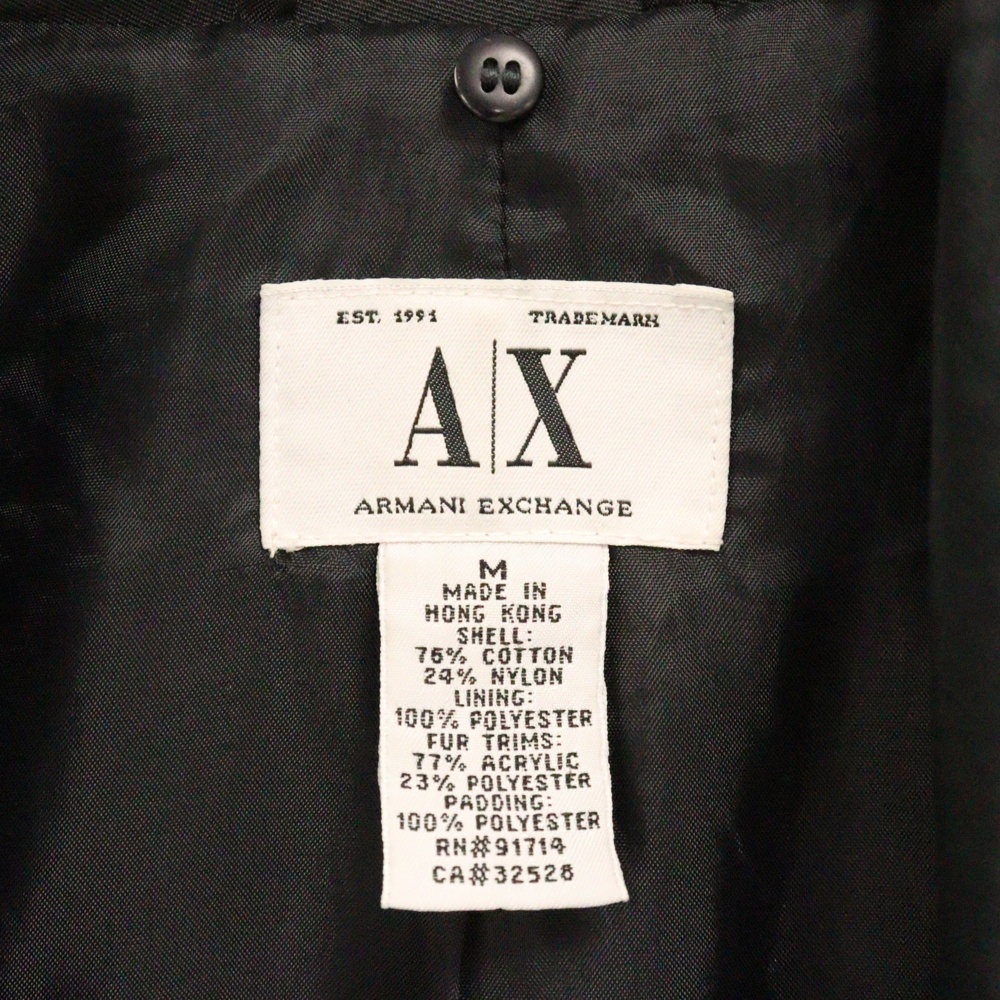 EST. 1991 TRADEMARK
A|X
ARMANI EXCHANGE
M
MADE IN
HONG KONG
SHELL:
76% COTTON
24% NYLON
LINING:
100% POLYESTER
FUR TRIMS:
77% ACRYLIC
23% POLYESTER
PADDING:
100% POLYESTER
RN#91714
CA#32528